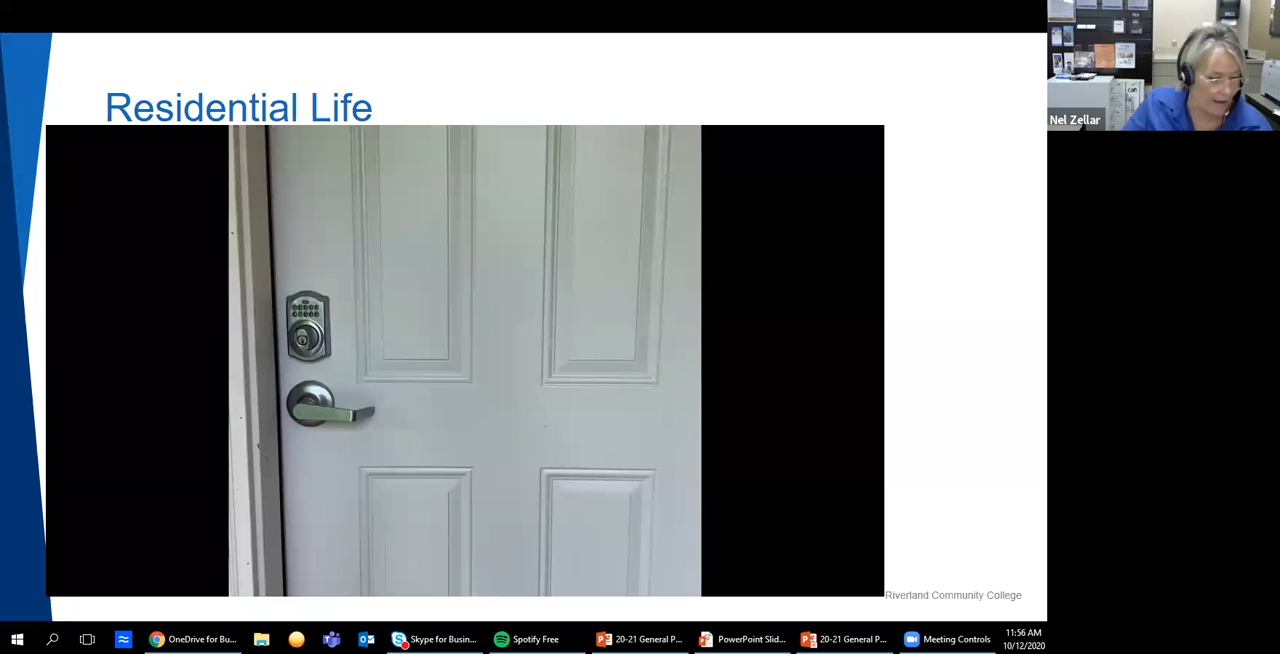 Residential Life
Nel Zellar
Riverland Community College
OneDrive for Bu...
Skype for Busin...
Spotify Free
20-21 General P...
PowerPoint Slid...
20-21 General P...
Meeting Controls
11:56 AM
10/12/2020